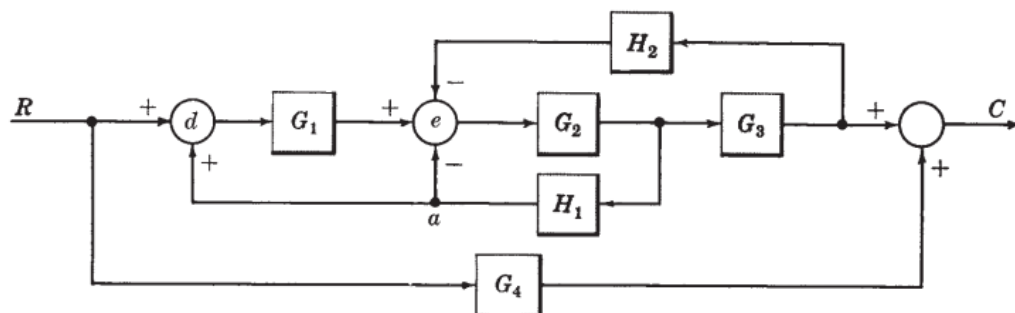 H₂
−
R
+
d
G₁
+
e
G₂
G₃
+
C
+
−
+
H₁
a
G₄